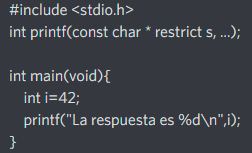 #include <stdio.h>
int printf(const char * restrict s, ...);

int main(void){
    int i=42;
    printf("La respuesta es %d\n",i);
}